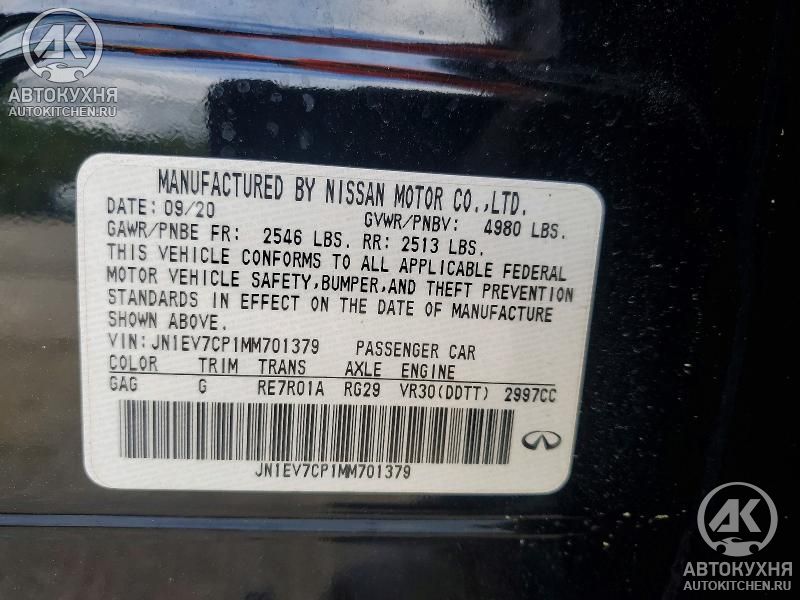 AK
АВТОКУХНЯ
AUTOKITCHEN.RU
MANUFACTURED BY NISSAN MOTOR CO.,LTD.
DATE: 09/20 GVWR/PNBV: 4980 LBS.
GAWR/PNBE FR: 2546 LBS. RR: 2513 LBS.
THIS VEHICLE CONFORMS TO ALL APPLICABLE FEDERAL
MOTOR VEHICLE SAFETY,BUMPER,AND THEFT PREVENTION
STANDARDS IN EFFECT ON THE DATE OF MANUFACTURE
SHOWN ABOVE.
VIN: JN1EV7CP1MM701379 PASSENGER CAR
COLOR TRIM TRANS AXLE ENGINE
GAG G RE7R01A RG29 VR30(DDTT) 2997CC
JN1EV7CP1MM701379
AK
АВТОКУХНЯ
AUTOKITCHEN.RU